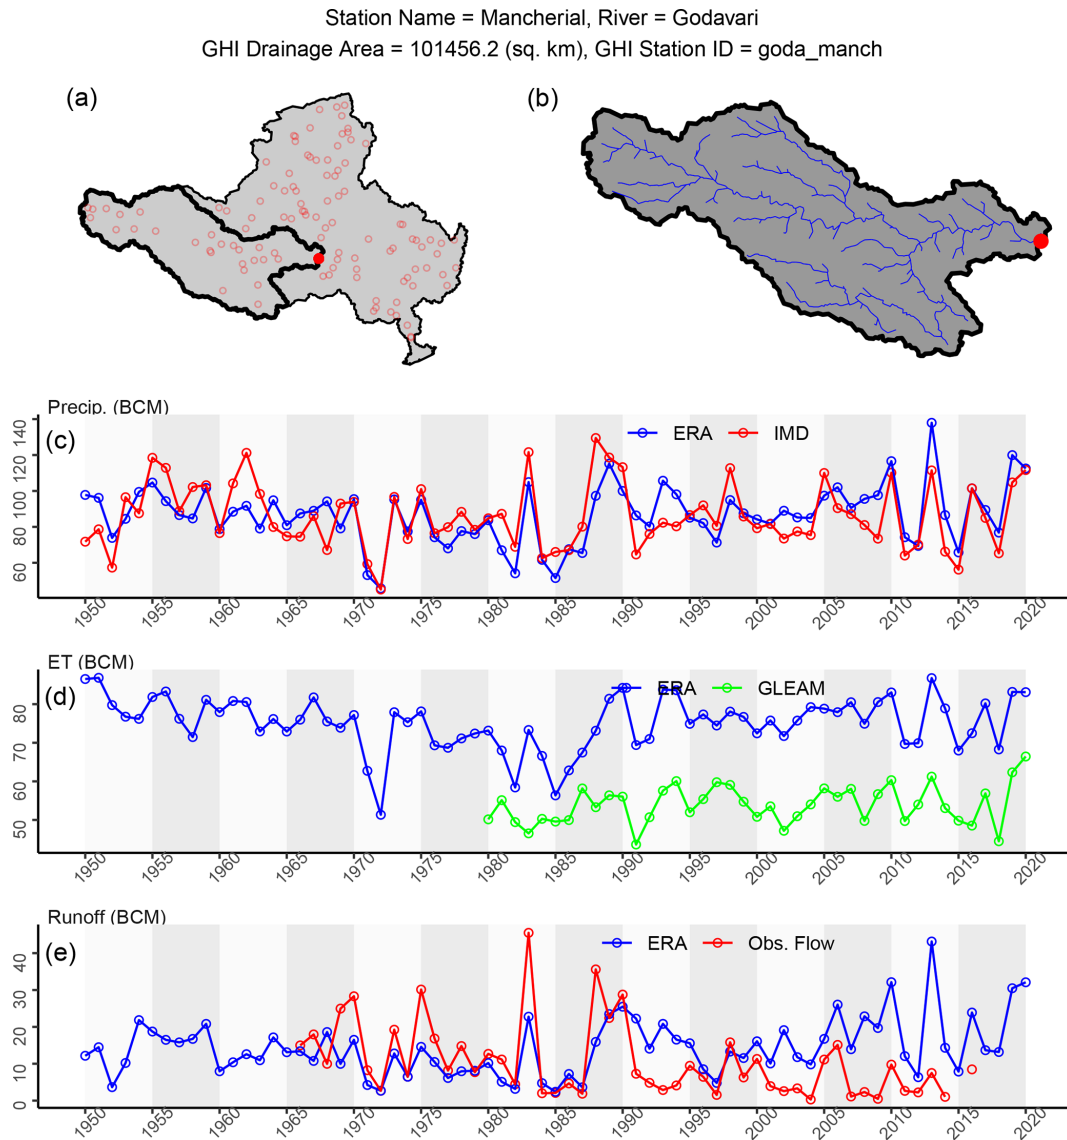 Station Name = Mancherial, River = Godavari
GHI Drainage Area = 101456.2 (sq. km), GHI Station ID = goda_manch
(a)
(b)
Precip. (BCM)
(c)
ERA
IMD
140
120
100
80
60
1950 1955 1960 1965 1970 1975 1980 1985 1990 1995 2000 2005 2010 2015 2020
ET (BCM)
(d)
ERA
GLEAM
80
70
60
50
1950 1955 1960 1965 1970 1975 1980 1985 1990 1995 2000 2005 2010 2015 2020
Runoff (BCM)
(e)
ERA
Obs. Flow
40
30
20
10
0
1950 1955 1960 1965 1970 1975 1980 1985 1990 1995 2000 2005 2010 2015 2020